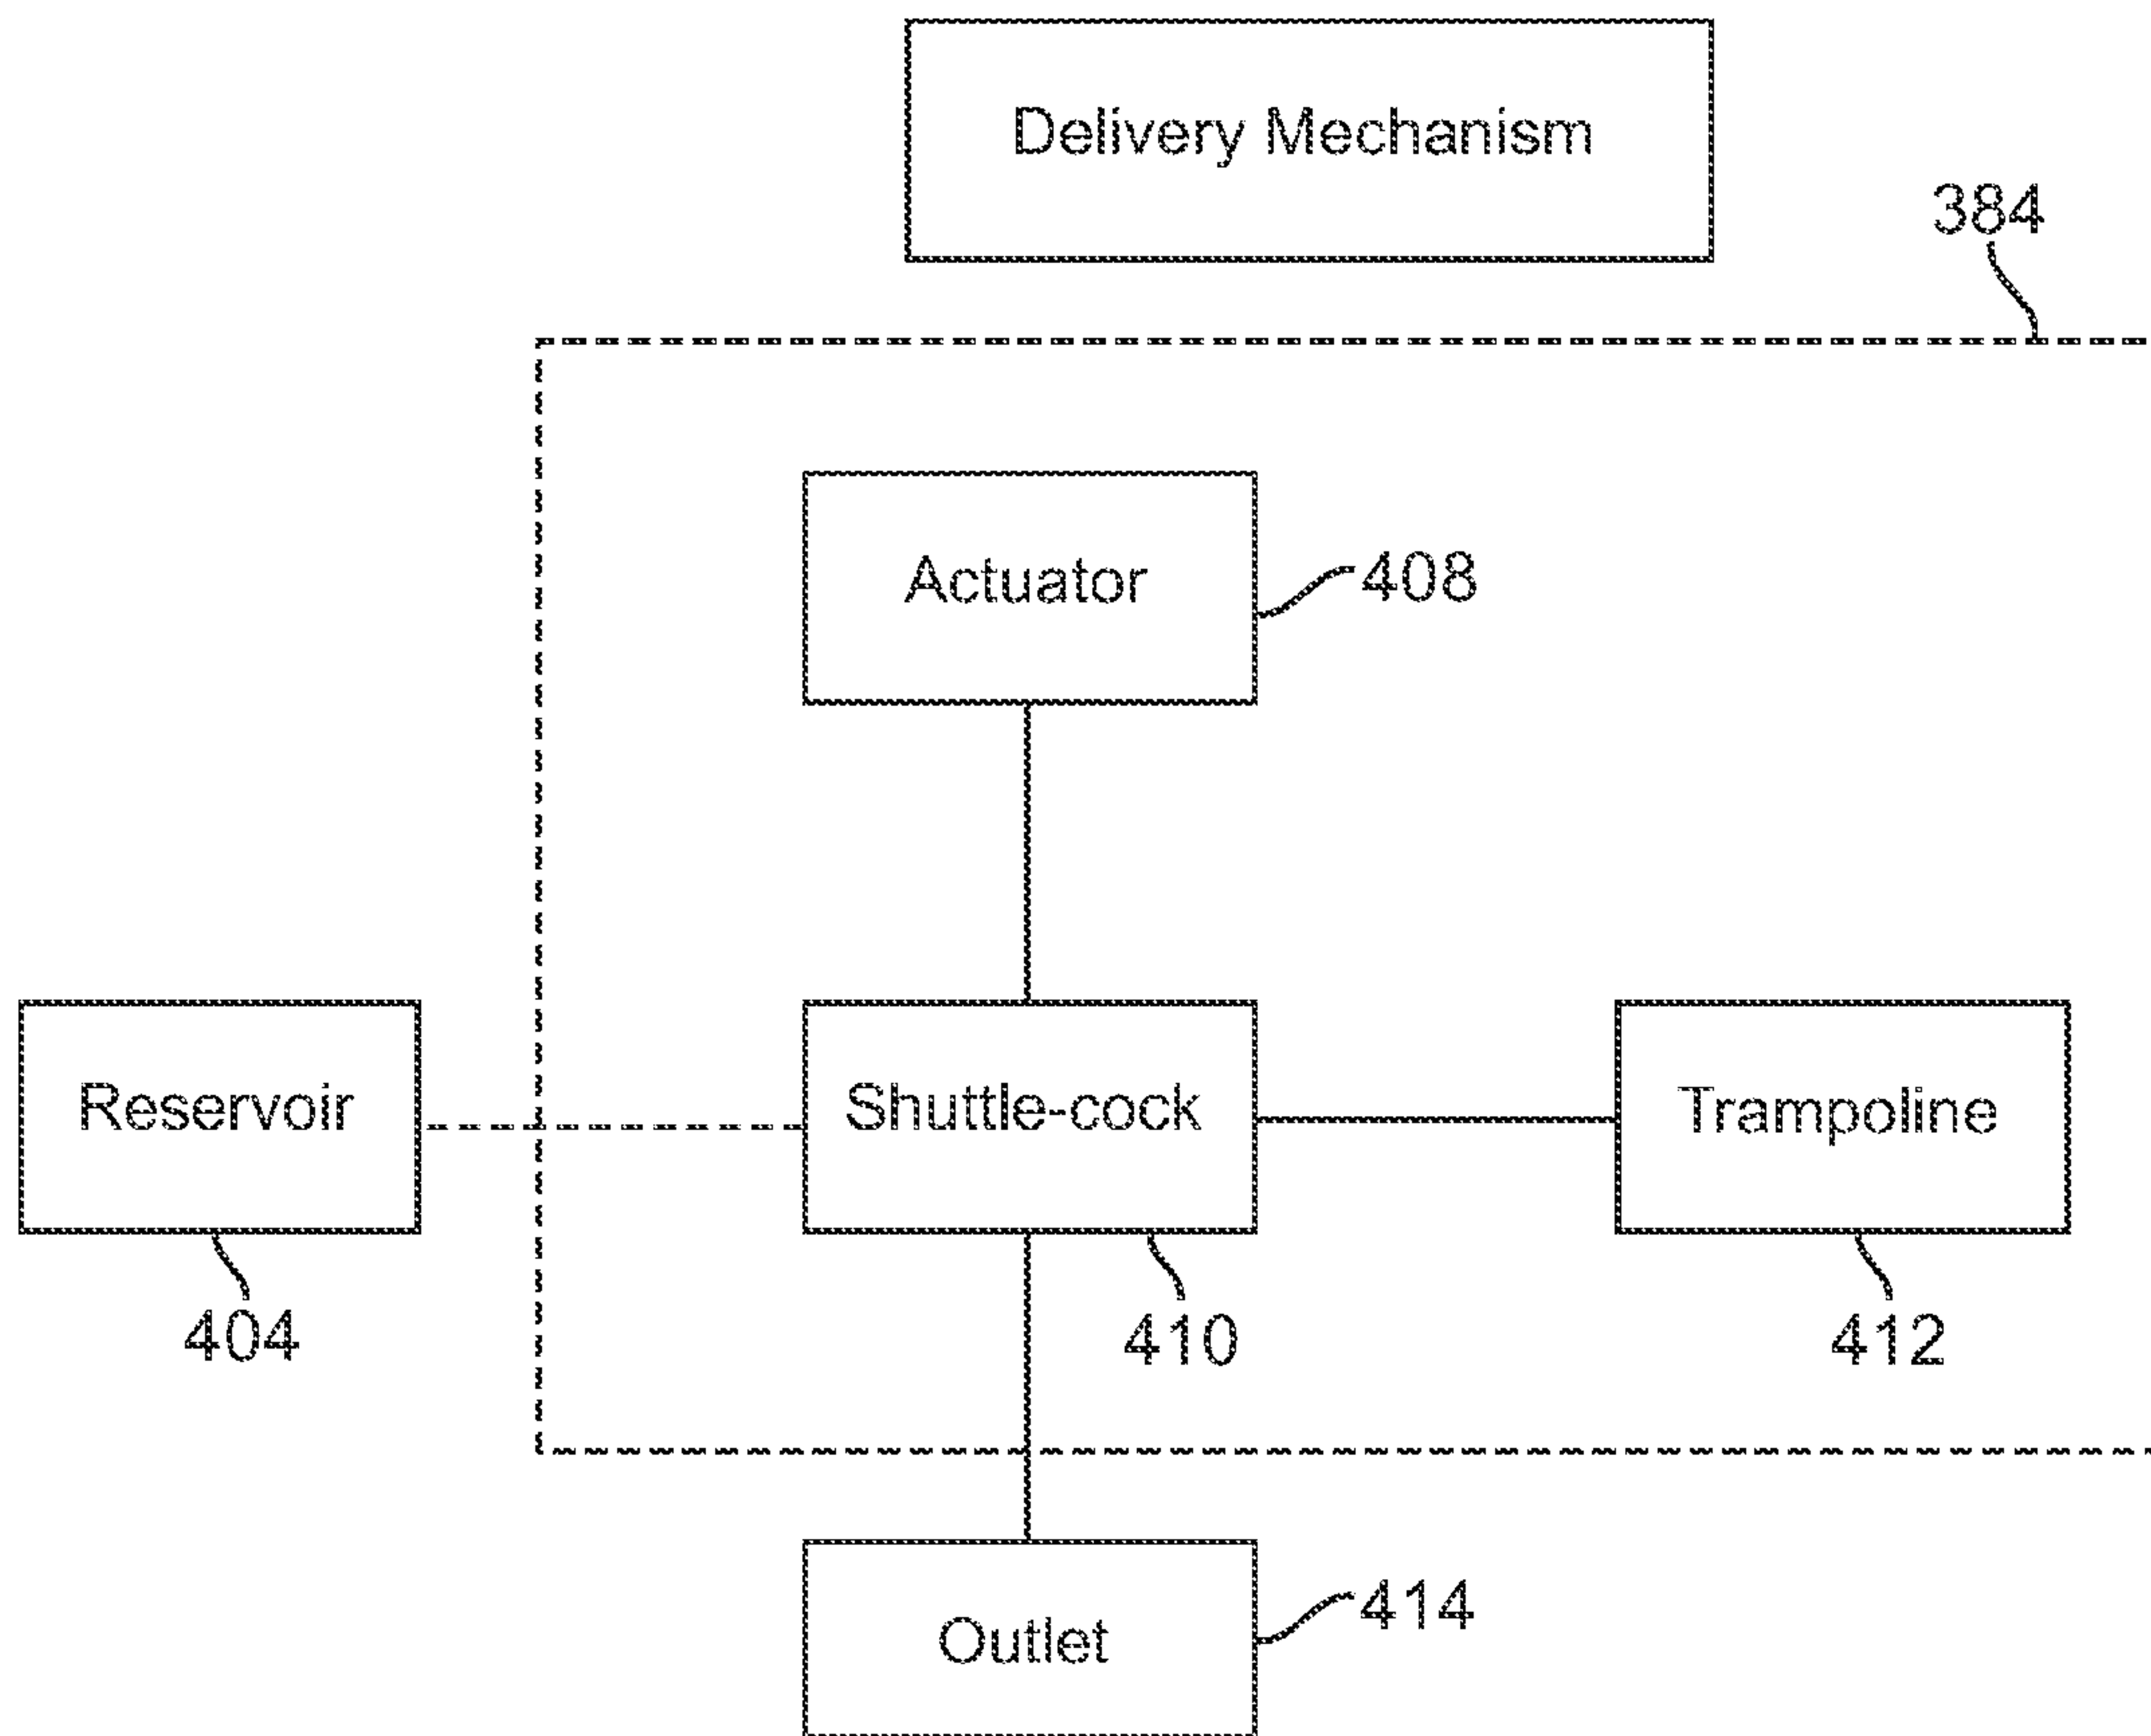 Delivery Mechanism
384
Actuator
408
Reservoir
Shuttle-cock
Trampoline
404
410
412
Outlet
414